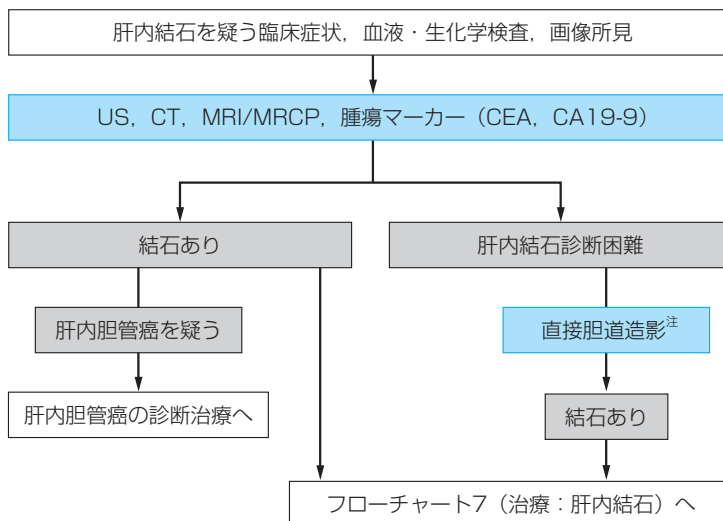 肝内結石を疑う臨床症状，血液・生化学検査，画像所見
US，CT，MRI/MRCP，腫瘍マーカー（CEA，CA19-9）
結石あり
肝内結石診断困難
肝内胆管癌を疑う
直接胆道造影注
肝内胆管癌の診断治療へ
結石あり
フローチャート7（治療：肝内結石）へ